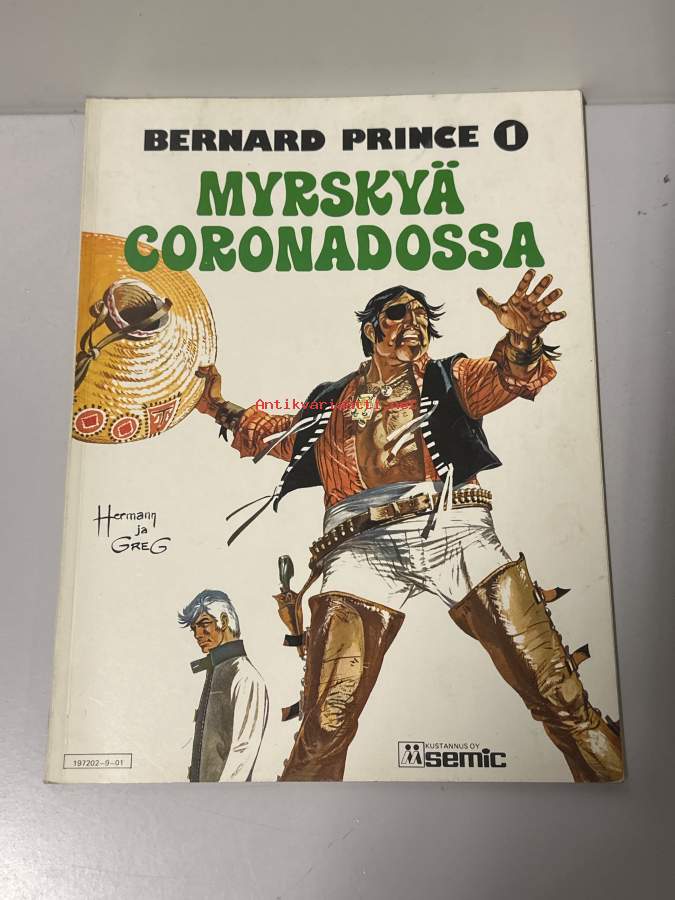 BERNARD PRINCE 1
MYRSKYÄ
CORONADOSSA
Antikvariaatti.net
Hermann
ja
GREG
KUSTANNUS OY
semic
197202-9-01